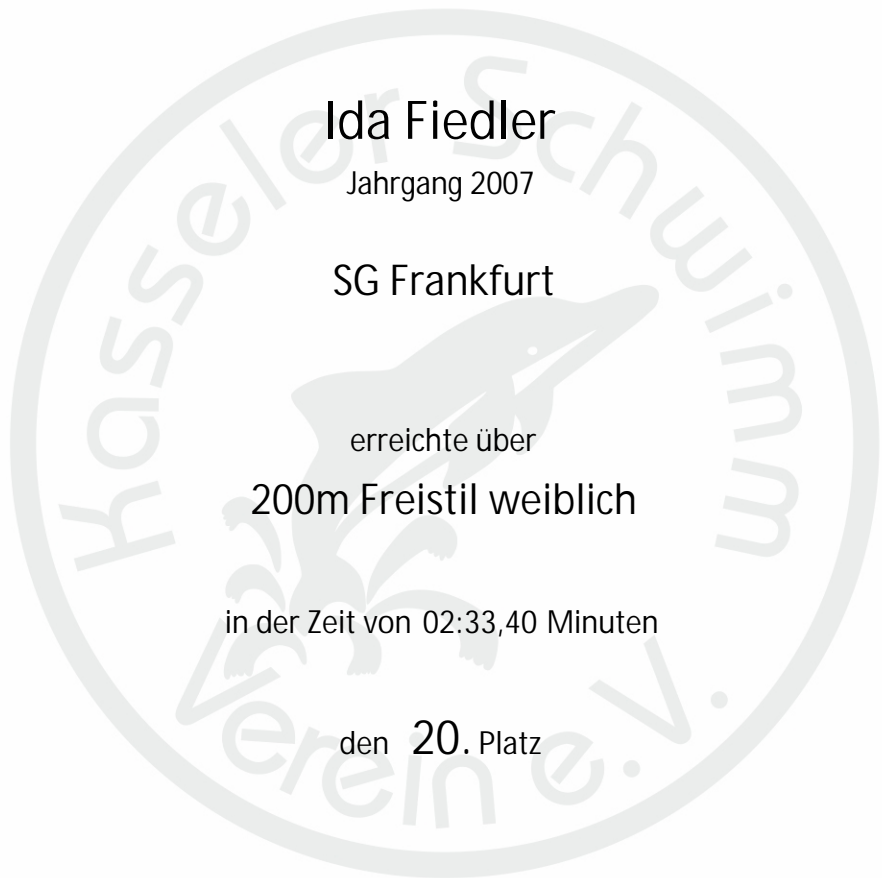 Ida Fiedler
Jahrgang 2007
SG Frankfurt
erreichte über
200m Freistil weiblich
in der Zeit von 02:33,40 Minuten
den 20. Platz
Kasseler Schwimm
Verein e.V.